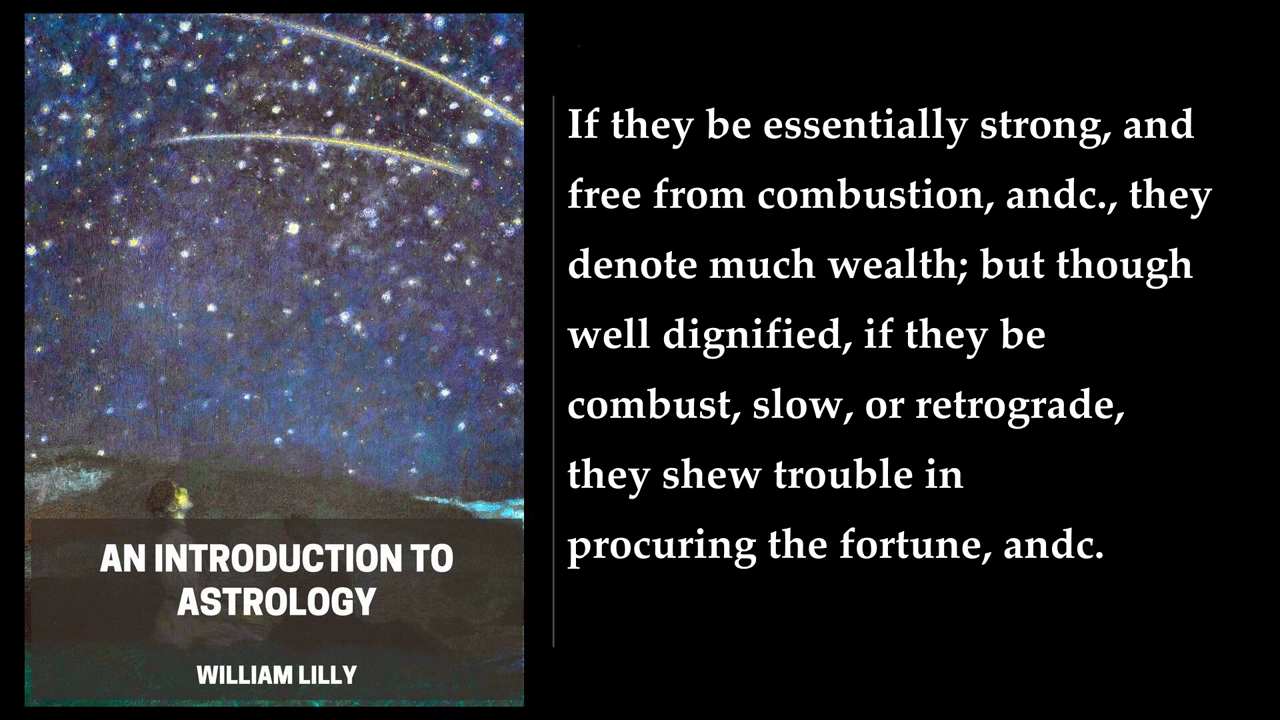 AN INTRODUCTION TO
ASTROLOGY
WILLIAM LILLY
If they be essentially strong, and
free from combustion, andc., they
denote much wealth; but though
well dignified, if they be
combust, slow, or retrograde,
they shew trouble in
procuring the fortune, andc.